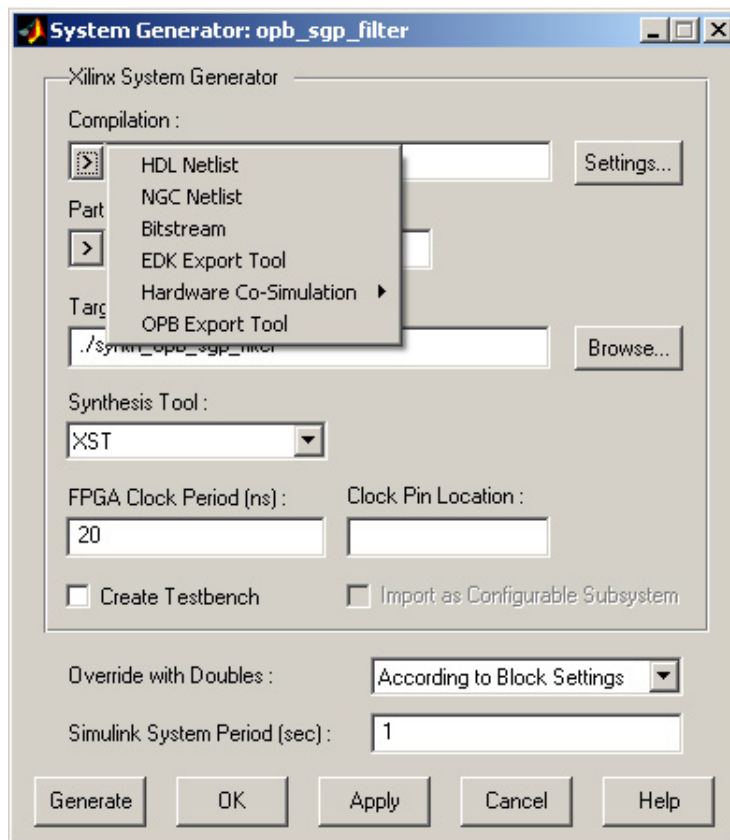 System Generator: opb_sgp_filter
Xilinx System Generator
Compilation :
> Settings...
HDL Netlist
NGC Netlist
Bitstream
EDK Export Tool
Hardware Co-Simulation
OPB Export Tool
Part
>
Targ
./synth_opb_sgp_filter Browse...
Synthesis Tool :
XST
FPGA Clock Period (ns) : Clock Pin Location :
20
Create Testbench Import as Configurable Subsystem
Override with Doubles : According to Block Settings
Simulink System Period (sec) : 1
Generate OK Apply Cancel Help